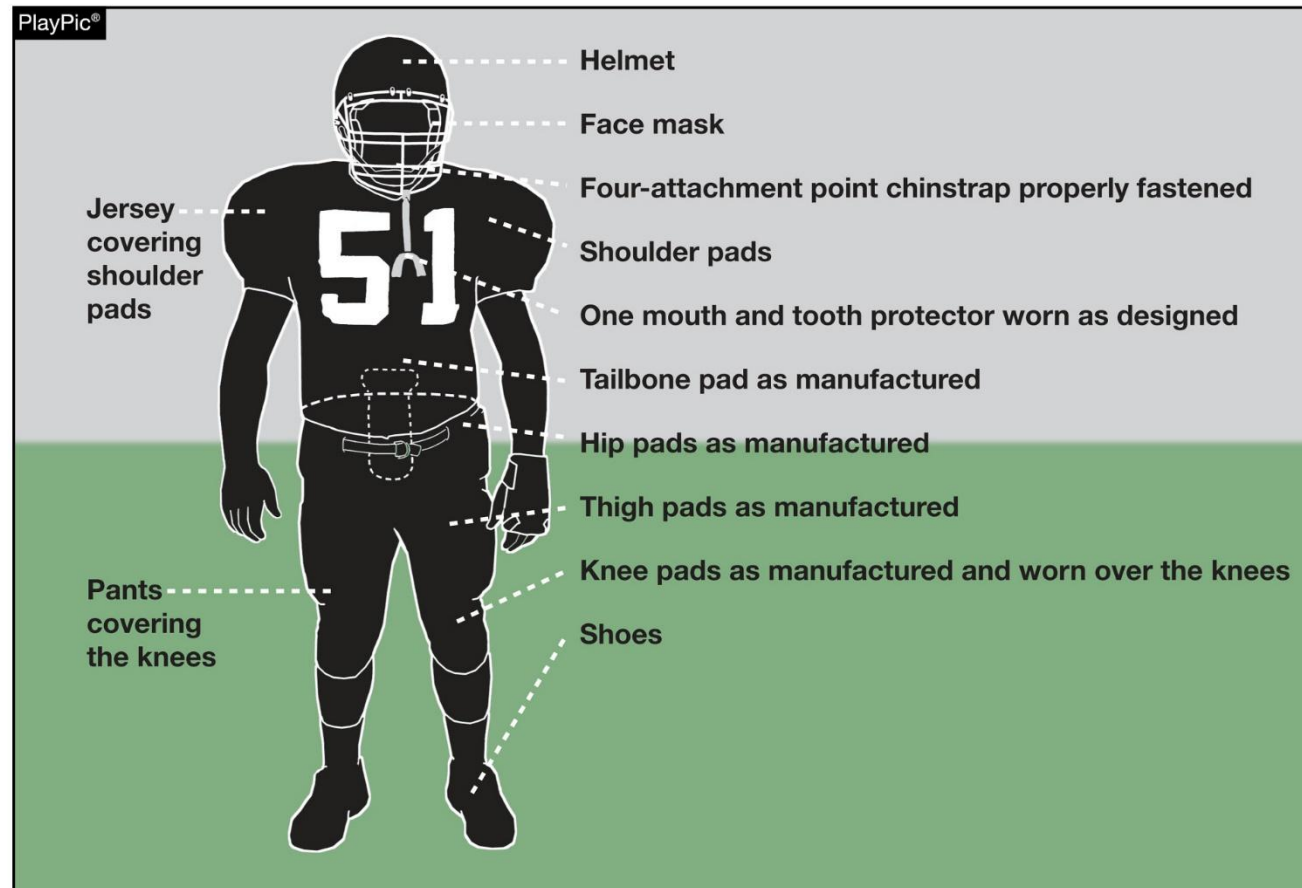 PlayPic®
Helmet
Face mask
Four-attachment point chinstrap properly fastened
Jersey
covering
shoulder
pads
51
Shoulder pads
One mouth and tooth protector worn as designed
Tailbone pad as manufactured
Hip pads as manufactured
Thigh pads as manufactured
Knee pads as manufactured and worn over the knees
Pants
covering
the knees
Shoes